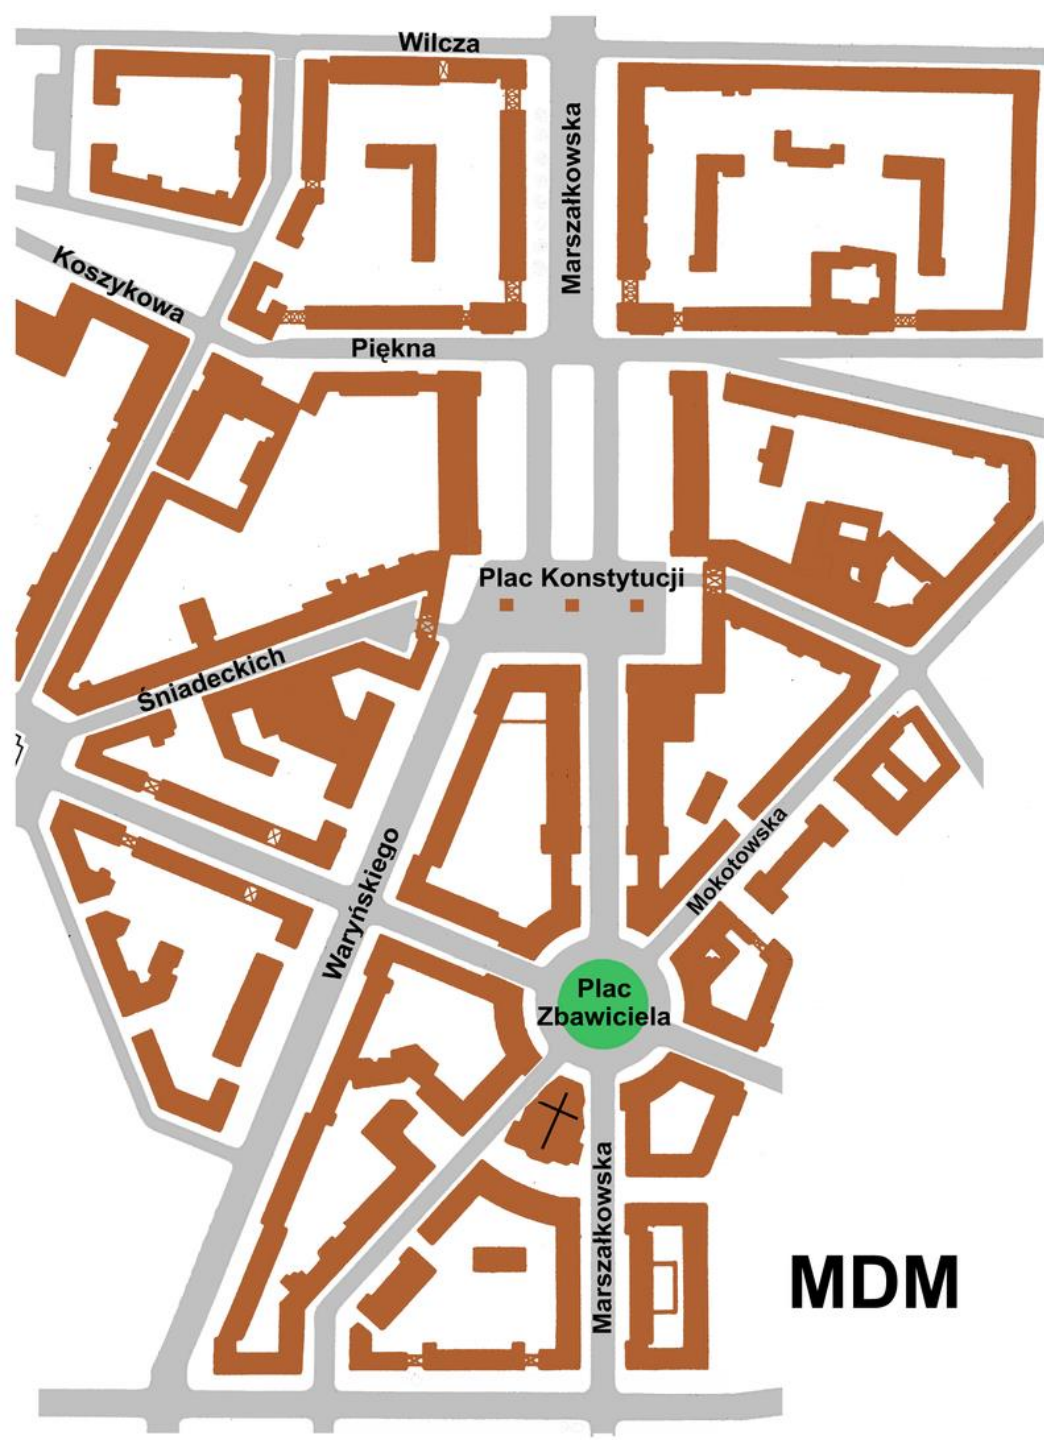 Wilcza
Marszałkowska
Koszykowa
Piękna
Plac Konstytucji
Śniadeckich
Mokotowska
Waryńskiego
Plac
Zbawiciela
Marszałkowska
MDM